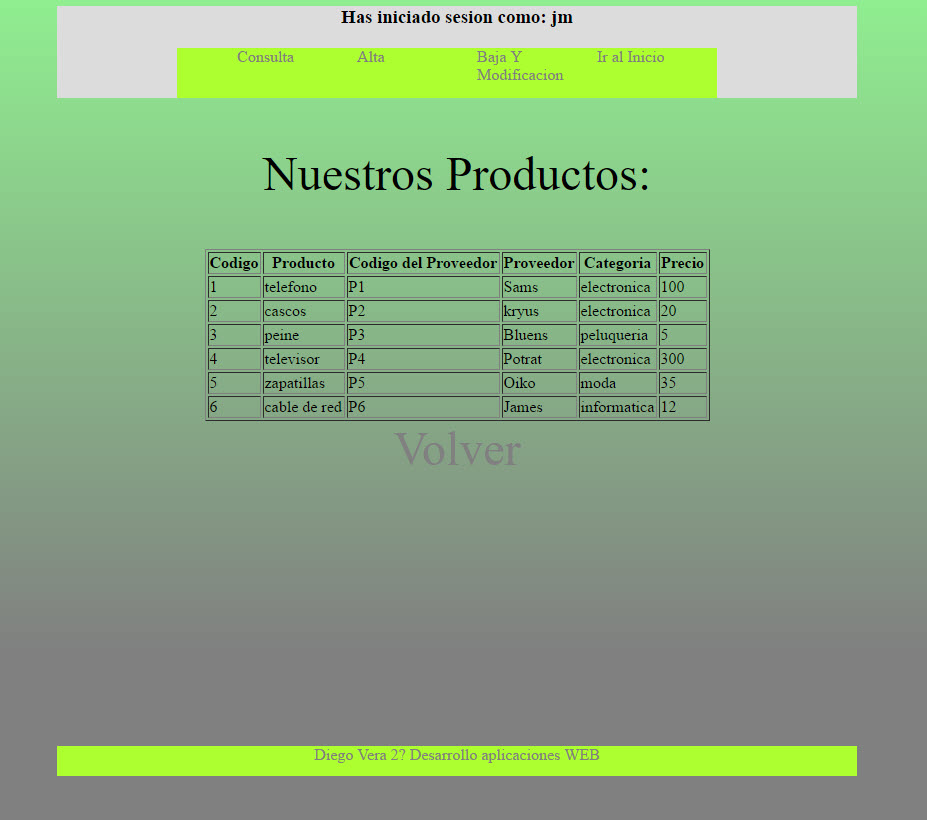 Has iniciado sesion como: jm
Consulta Alta Baja Y Modificacion Ir al Inicio
Nuestros Productos:
Codigo Producto Codigo del Proveedor Proveedor Categoria Precio
1 telefono P1 Sams electronica 100
2 cascos P2 kryus electronica 20
3 peine P3 Bluens peluqueria 5
4 televisor P4 Potrat electronica 300
5 zapatillas P5 Oiko moda 35
6 cable de red P6 James informatica 12
Volver
Diego Vera 2? Desarrollo aplicaciones WEB